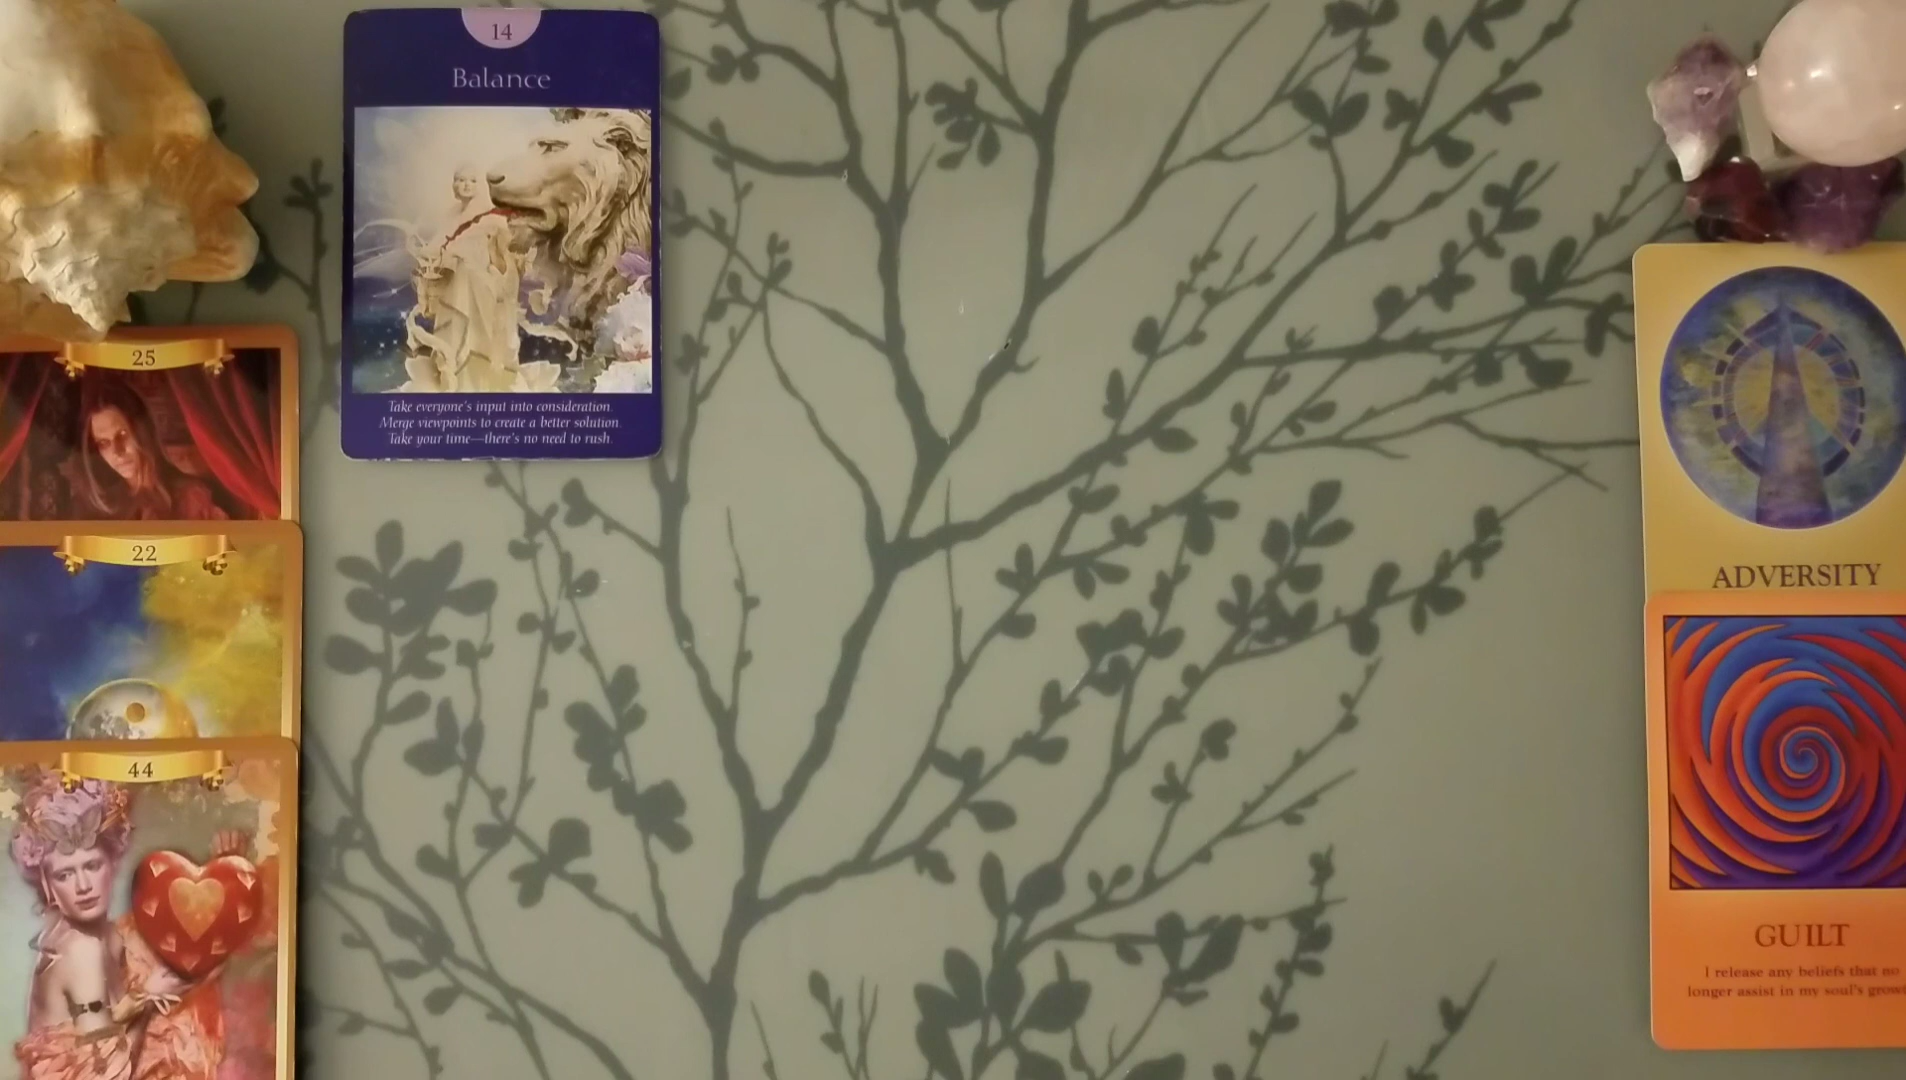 14
Balance
Take everyone's input into consideration.
Merge viewpoints to create a better solution.
Take your time—there's no need to rush.
25
22
44
ADVERSITY
GUILT
I release any beliefs that no
longer assist in my soul's